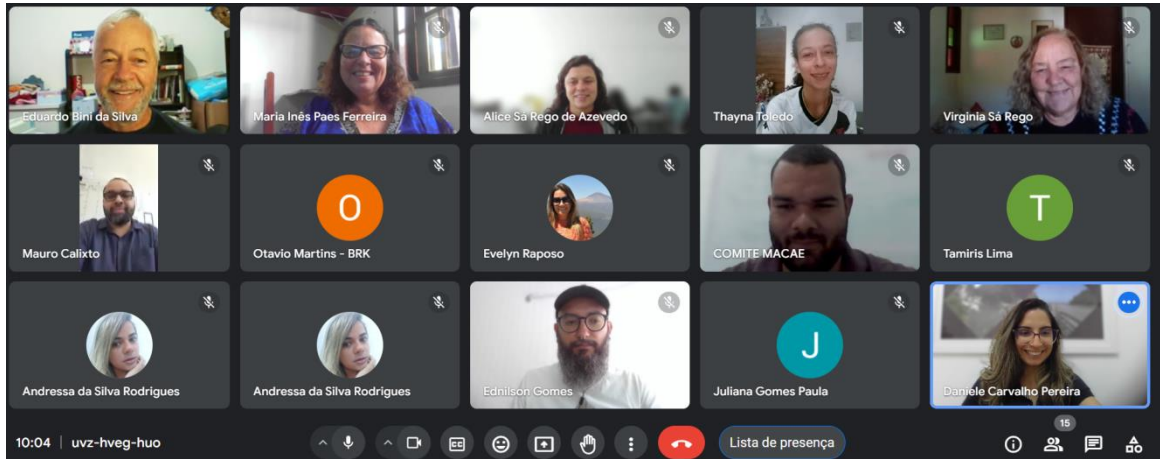 Eduardo Bini da Silva
Maria Inês Paes Ferreira
Alice Sá Rego de Azevedo
Thayna Toledo
Virginia Sá Rego
Mauro Calixto
O
Otavio Martins - BRK
Evelyn Raposo
COMITE MACAE
T
Tamiris Lima
Andressa da Silva Rodrigues
Andressa da Silva Rodrigues
Ednilson Gomes
J
Juliana Gomes Paula
Daniele Carvalho Pereira
10:04 | uvz-hveg-huo
CC
Lista de presença
15